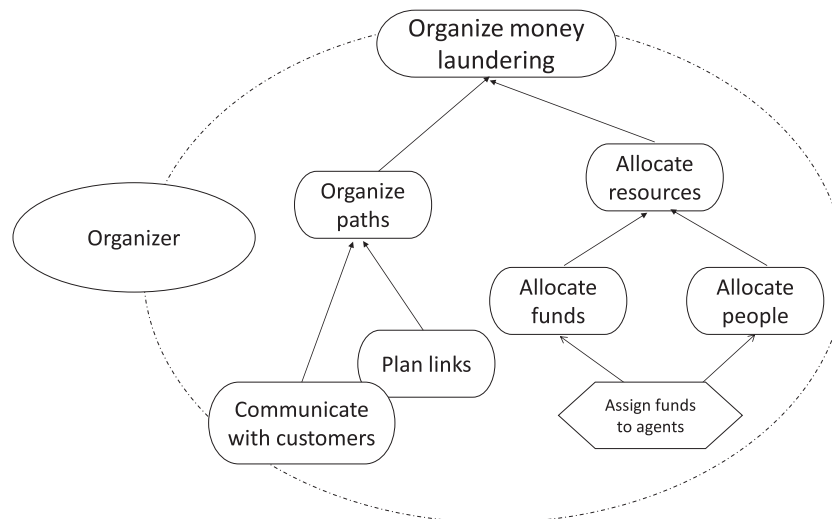 Organize money
laundering
Allocate
resources
Organize
paths
Organizer
Allocate
funds
Allocate
people
Plan links
Assign funds
to agents
Communicate
with customers